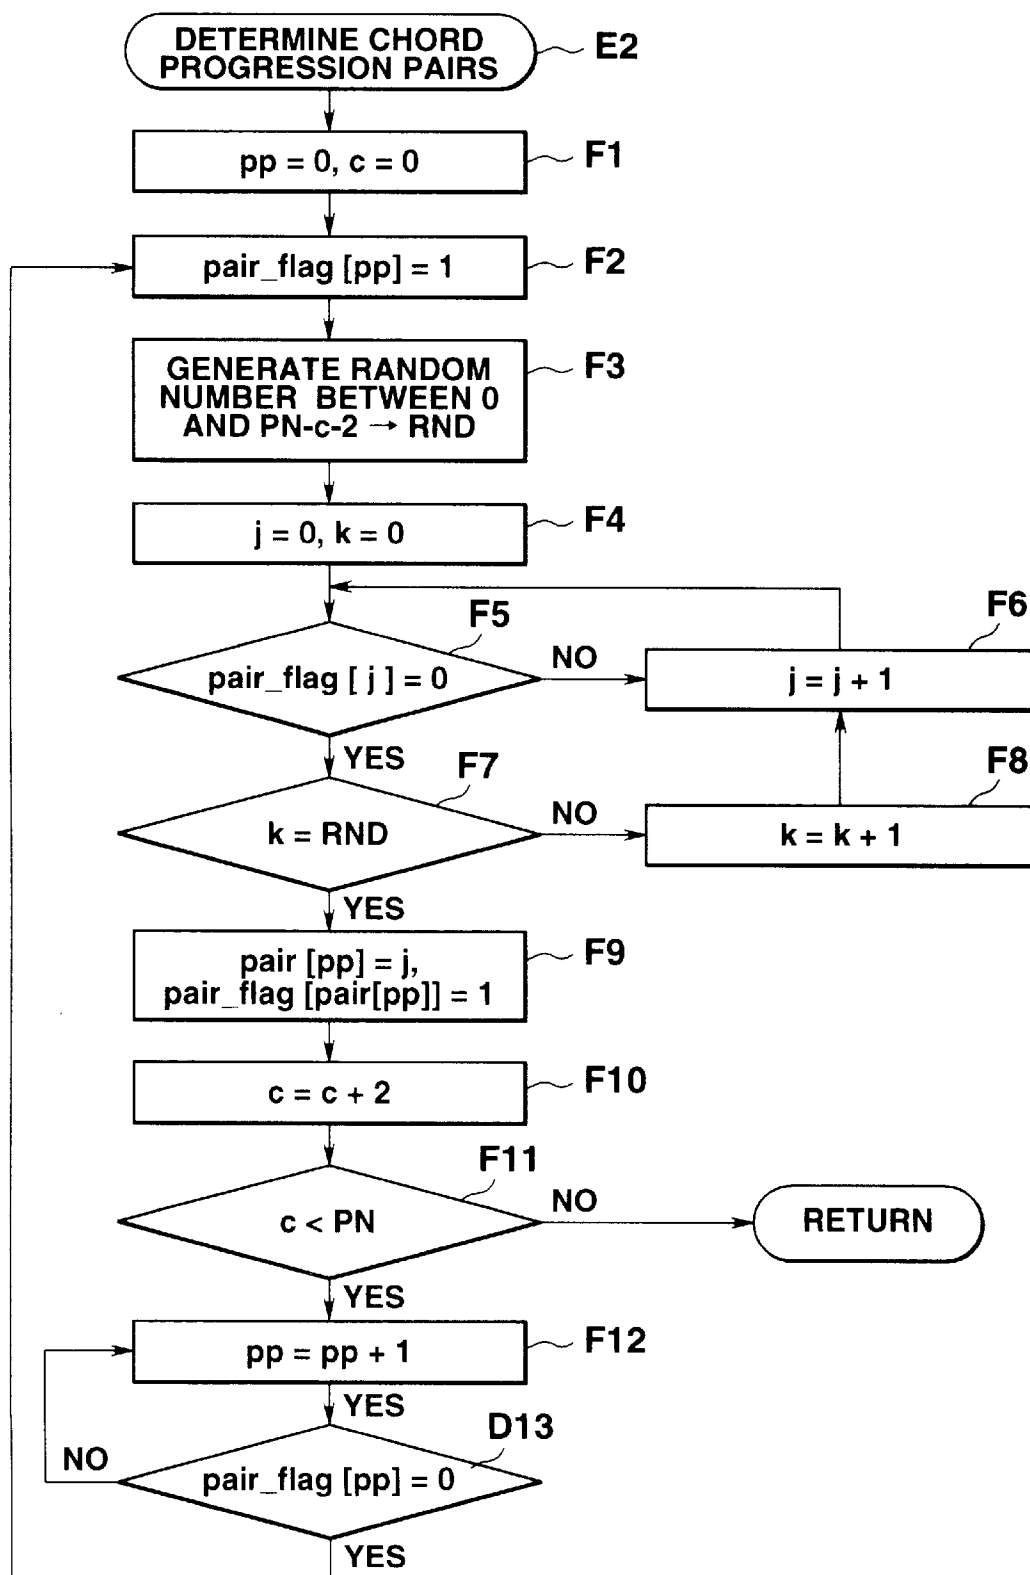 DETERMINE CHORD
PROGRESSION PAIRS
E2
pp = 0, c = 0
F1
pair_flag [pp] = 1
F2
GENERATE RANDOM
NUMBER BETWEEN 0
AND PN-c-2 → RND
F3
j = 0, k = 0
F4
F5
pair_flag [ j ] = 0
NO
F6
j = j + 1
YES
F7
k = RND
NO
F8
k = k + 1
YES
pair [pp] = j,
pair_flag [pair[pp]] = 1
F9
c = c + 2
F10
F11
c < PN
NO
RETURN
YES
pp = pp + 1
F12
YES
D13
NO
pair_flag [pp] = 0
YES